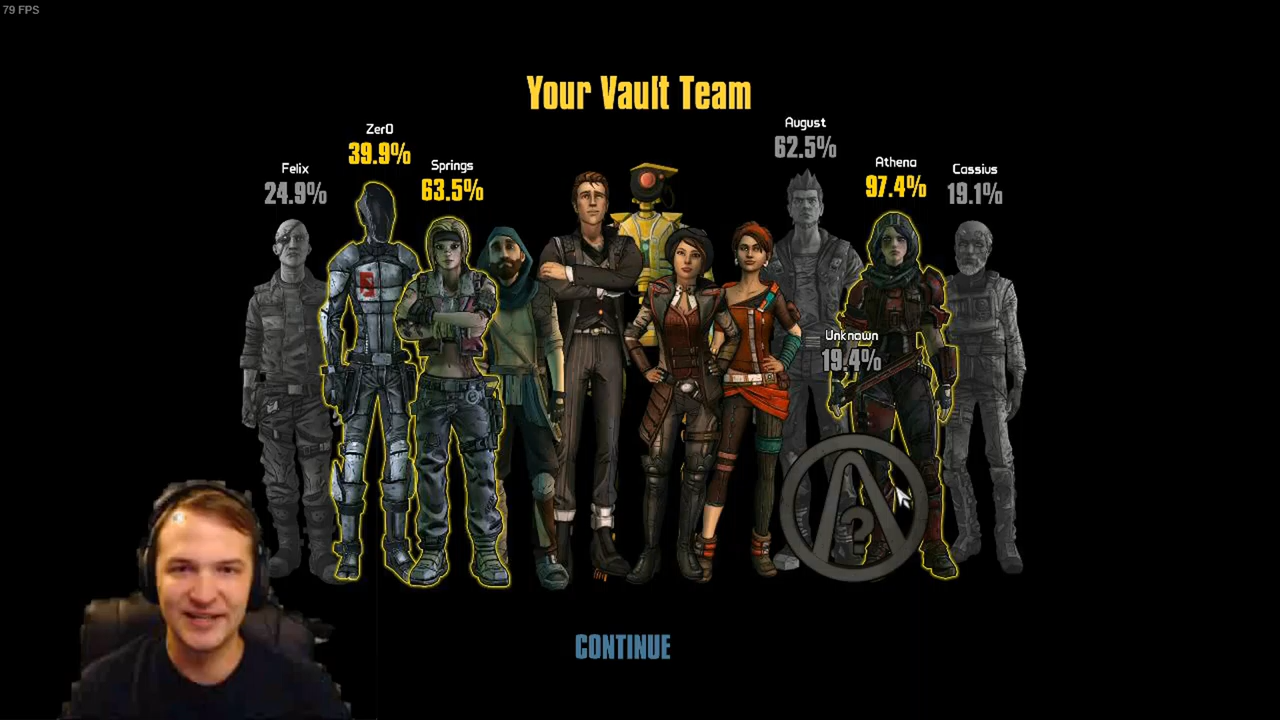 79 FPS
Your Vault Team
Zer0
39.9%
August
62.5%
Felix
24.9%
Springs
63.5%
Athena
97.4%
Cassius
19.1%
Unknown
19.4%
?
CONTINUE